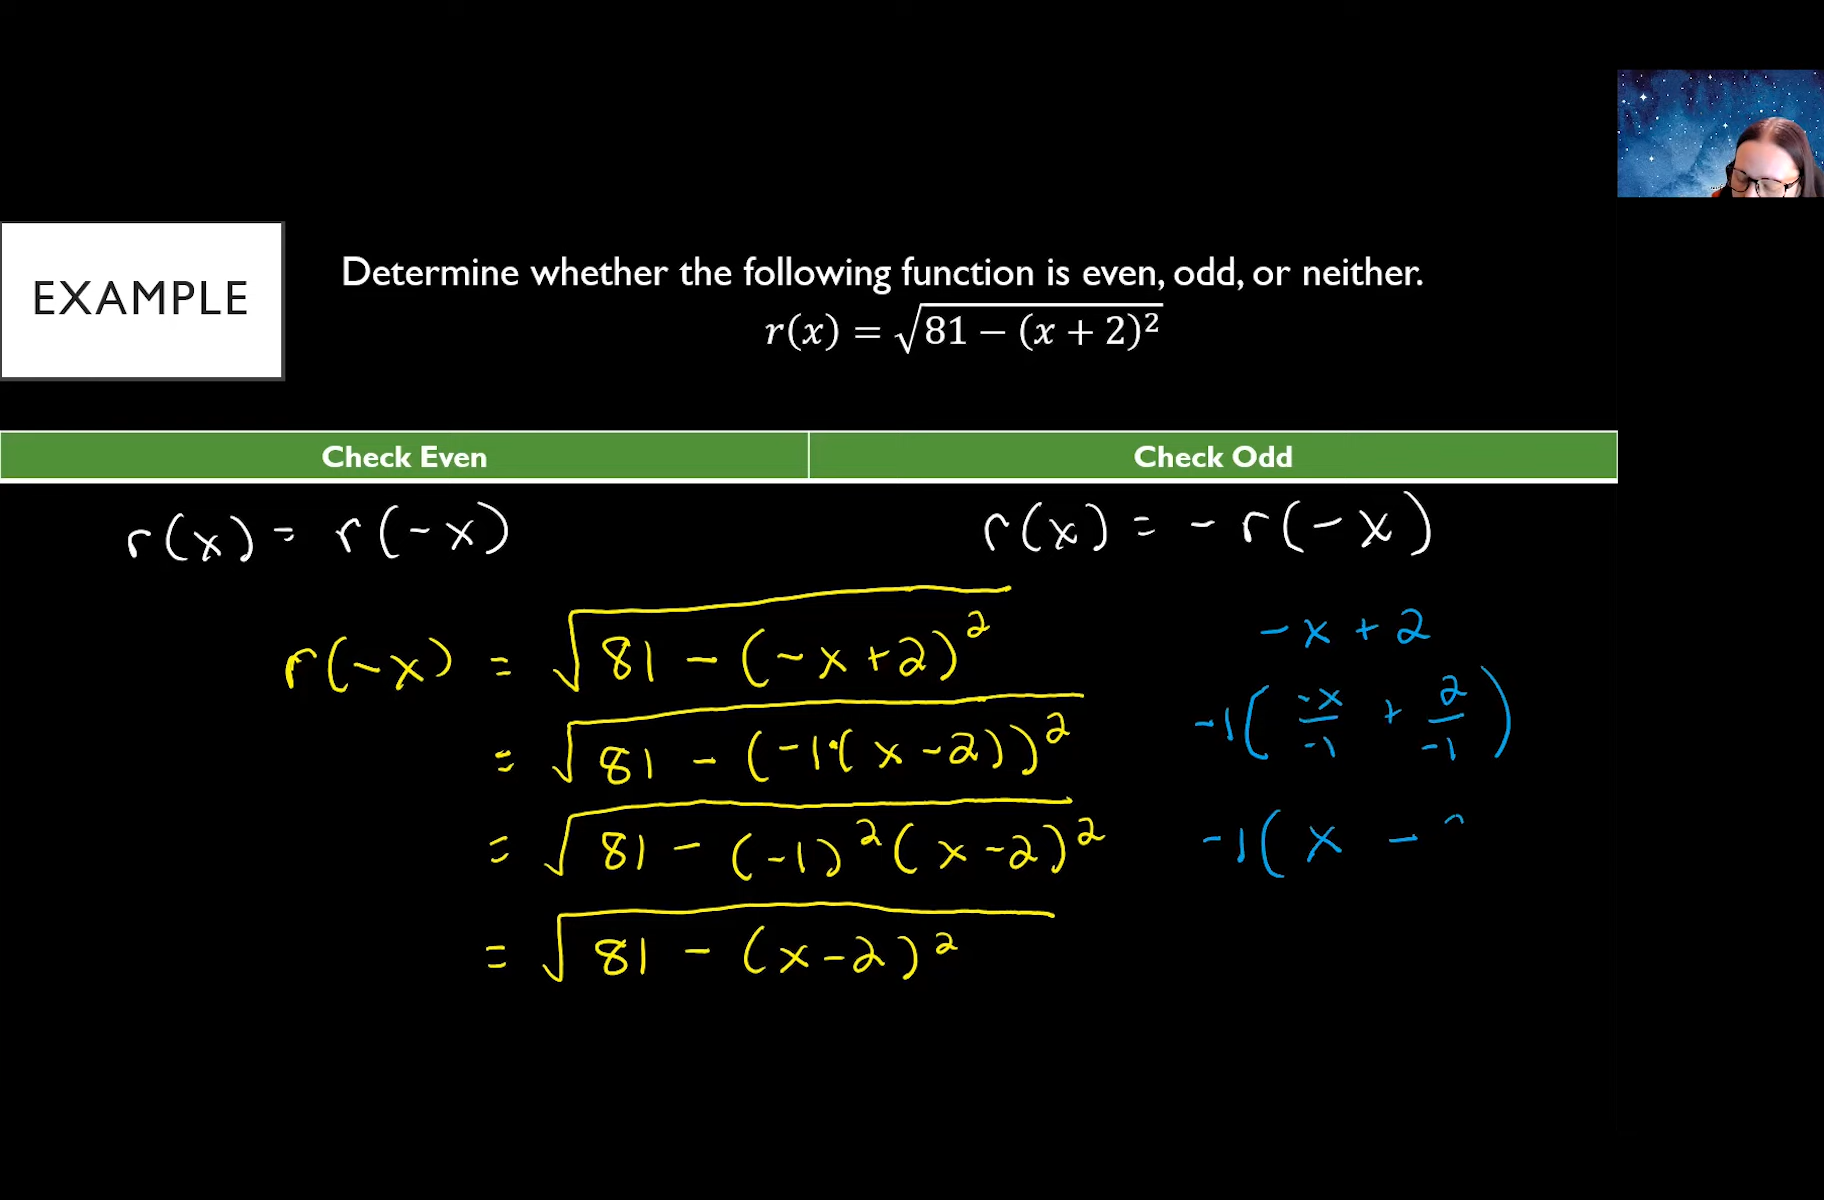 EXAMPLE
Determine whether the following function is even, odd, or neither.
r(x) = √81 − (x + 2)²
Check Even
Check Odd
r(x) = r(-x)
r(x) = - r(-x)
r(-x) = √81 - (-x+2)²
= √81 - (-1·(x-2))²
= √81 - (-1)²(x-2)²
= √81 - (x-2)²
-x + 2
-1(-x/-1 + 2/-1)
-1(x -